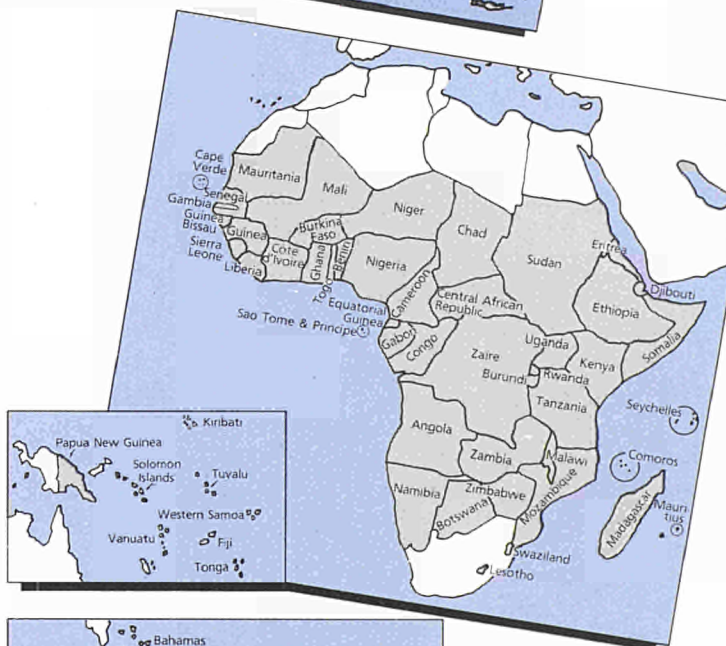 Cape
Verde
Mauritania
Mali
Niger
Chad
Sudan
Eritrea
Djibouti
Senegal
Gambia
Guinea
Bissau
Guinea
Burkina
Faso
Sierra
Leone
Liberia
Côte
d'Ivoire
Ghana
Togo
Benin
Nigeria
Cameroon
Central African
Republic
Ethiopia
Somalia
Equatorial
Guinea
Sao Tome & Principe
Gabon
Congo
Zaire
Uganda
Kenya
Rwanda
Burundi
Tanzania
Seychelles
Comoros
Angola
Zambia
Malawi
Mozambique
Namibia
Zimbabwe
Botswana
Madagascar
Mauri-
tius
Swaziland
Lesotho
Kiribati
Papua New Guinea
Solomon
Islands
Tuvalu
Western Samoa
Vanuatu
Fiji
Tonga
Bahamas